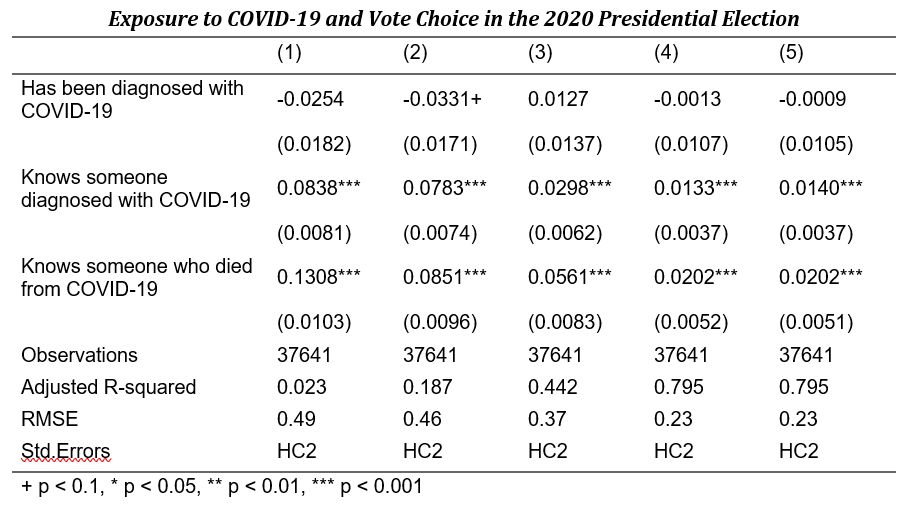 Exposure to COVID-19 and Vote Choice in the 2020 Presidential Election
(1) (2) (3) (4) (5)
Has been diagnosed with
COVID-19 -0.0254 -0.0331+ 0.0127 -0.0013 -0.0009
(0.0182) (0.0171) (0.0137) (0.0107) (0.0105)
Knows someone
diagnosed with COVID-19 0.0838*** 0.0783*** 0.0298*** 0.0133*** 0.0140***
(0.0081) (0.0074) (0.0062) (0.0037) (0.0037)
Knows someone who died
from COVID-19 0.1308*** 0.0851*** 0.0561*** 0.0202*** 0.0202***
(0.0103) (0.0096) (0.0083) (0.0052) (0.0051)
Observations 37641 37641 37641 37641 37641
Adjusted R-squared 0.023 0.187 0.442 0.795 0.795
RMSE 0.49 0.46 0.37 0.23 0.23
Std.Errors HC2 HC2 HC2 HC2 HC2
+ p < 0.1, * p < 0.05, ** p < 0.01, *** p < 0.001